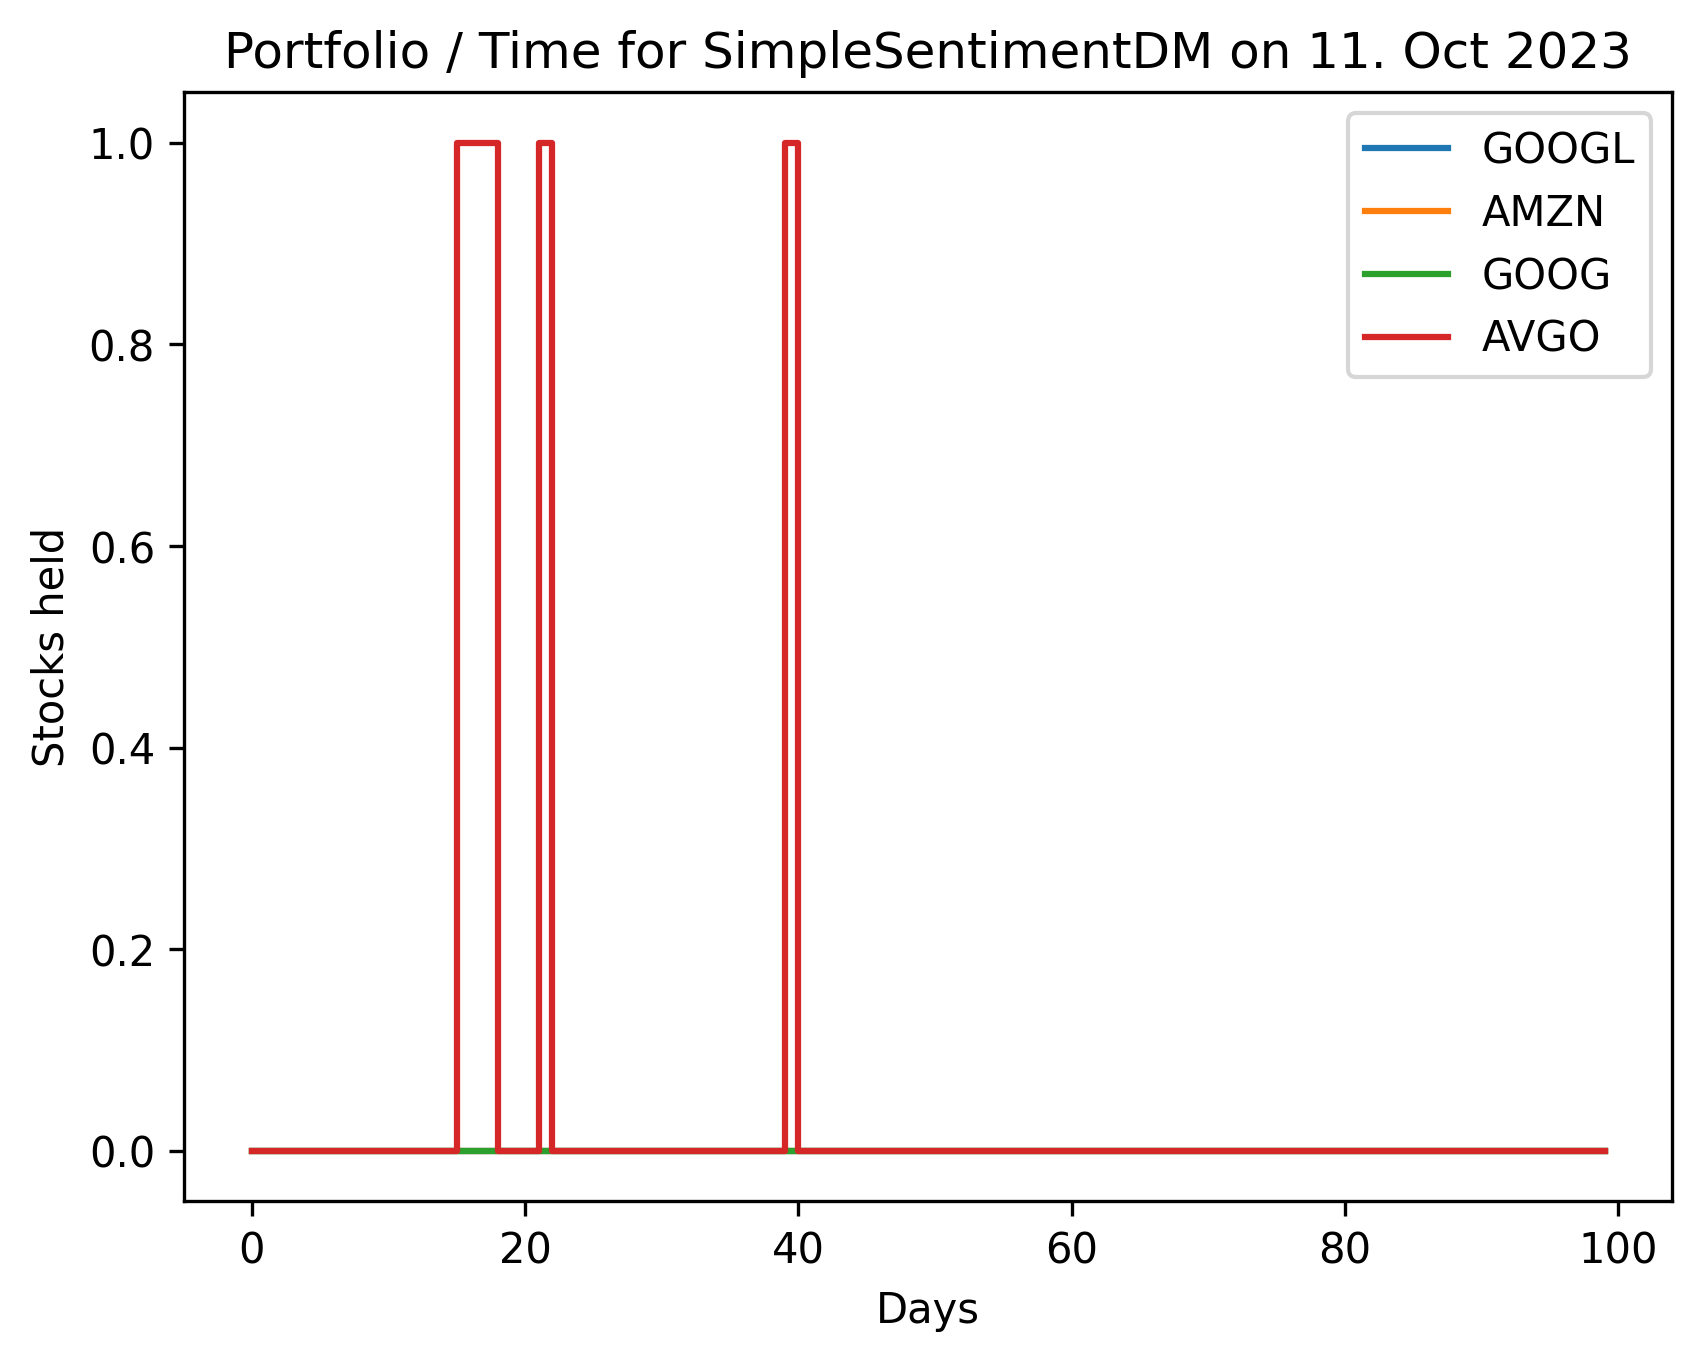 Portfolio / Time for SimpleSentimentDM on 11. Oct 2023
GOOGL
AMZN
GOOG
AVGO
Stocks held
1.0
0.8
0.6
0.4
0.2
0.0
0 20 40 60 80 100
Days